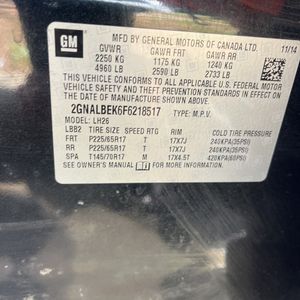 GM
MFD BY GENERAL MOTORS OF CANADA LTD. 11/14
GVWR GAWR FRT GAWR RR
2250 KG 1175 KG 1240 KG
4960 LB 2590 LB 2733 LB
THIS VEHICLE CONFORMS TO ALL APPLICABLE U.S.
FEDERAL MOTOR VEHICLE SAFETY, BUMPER, AND
THEFT PREVENTION STANDARDS IN EFFECT ON THE
DATE OF MANUFACTURE SHOWN ABOVE.
2GNALBEK6F6218517 TYPE: M.P.V.
MODEL: LH26
LBB2 TIRE SIZE SPEED RTG RIM COLD TIRE PRESSURE
FRT P225/65R17 T 17X7J 240KPA(35PSI)
RR P225/65R17 T 17X7J 240KPA(35PSI)
SPA T145/70R17 M 17X4.5T 420KPA(60PSI)
SEE OWNER'S MANUAL FOR MORE INFORMATION.